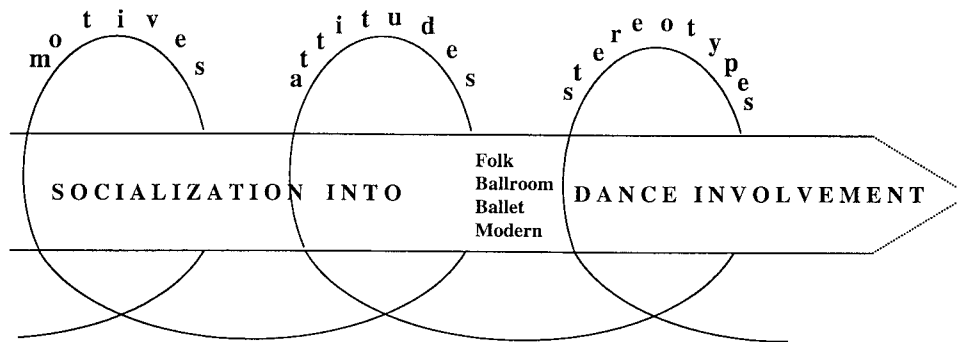 motives
attitudes
stereotypes
SOCIALIZATION INTO
Folk
Ballroom
Ballet
Modern
DANCE INVOLVEMENT